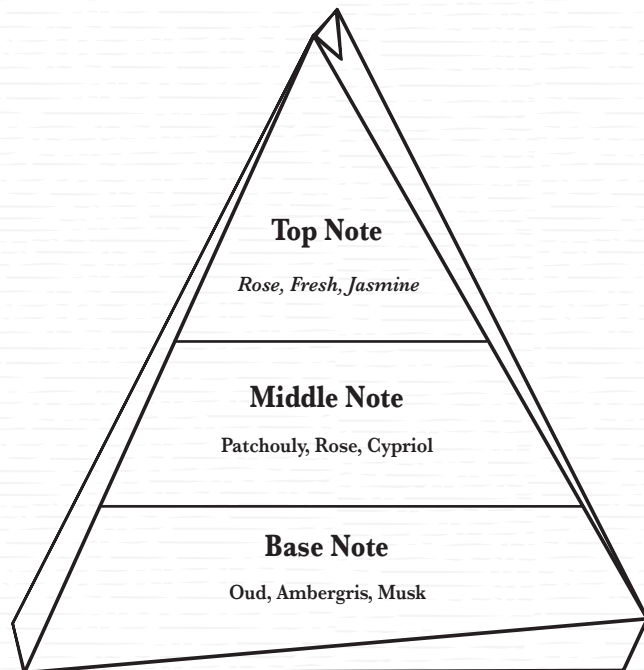 Top Note
Rose, Fresh, Jasmine
Middle Note
Patchouly, Rose, Cypriol
Base Note
Oud, Ambergris, Musk